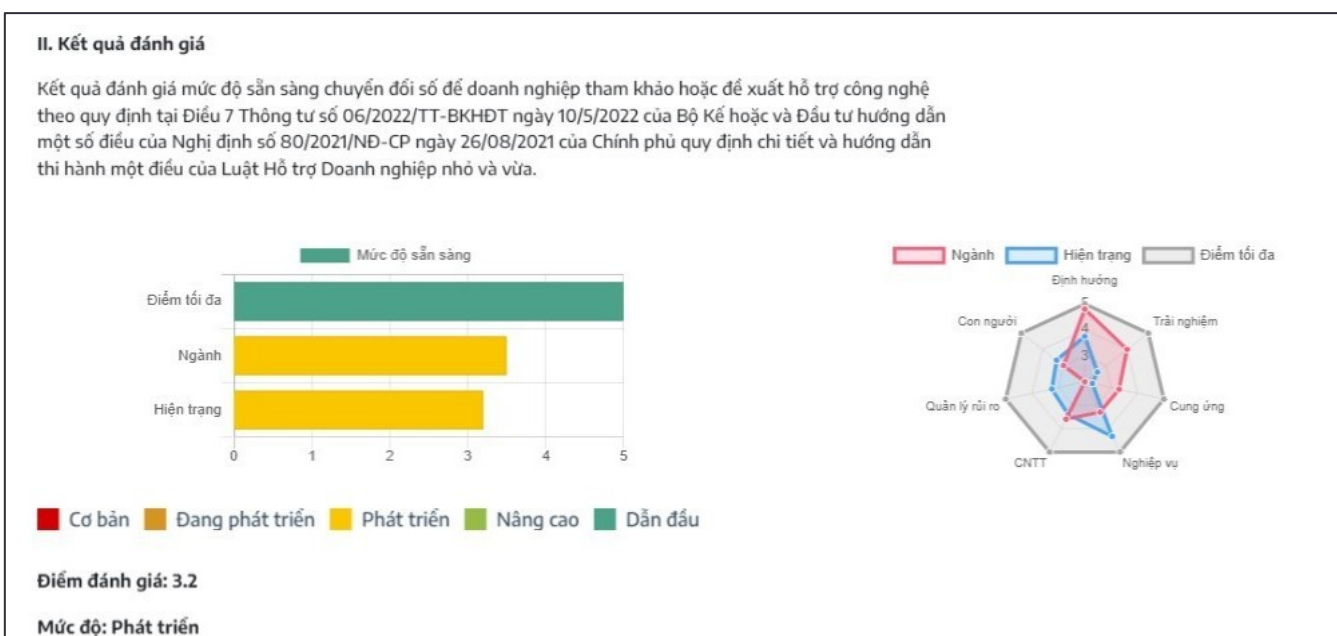 II. Kết quả đánh giá
Kết quả đánh giá mức độ sẵn sàng chuyển đổi số để doanh nghiệp tham khảo hoặc đề xuất hỗ trợ công nghệ
theo quy định tại Điều 7 Thông tư số 06/2022/TT-BKHĐT ngày 10/5/2022 của Bộ Kế hoặc và Đầu tư hướng dẫn
một số điều của Nghị định số 80/2021/NĐ-CP ngày 26/08/2021 của Chính phủ quy định chi tiết và hướng dẫn
thi hành một điều của Luật Hỗ trợ Doanh nghiệp nhỏ và vừa.
Mức độ sẵn sàng
Điểm tối đa
Ngành
Hiện trạng
0 1 2 3 4 5
Ngành Hiện trạng Điểm tối đa
Định hướng
Trải nghiệm
Cung ứng
Nghiệp vụ
CNTT
Quản lý rủi ro
Con người
5
4
3
Cơ bản Đang phát triển Phát triển Nâng cao Dẫn đầu
Điểm đánh giá: 3.2
Mức độ: Phát triển